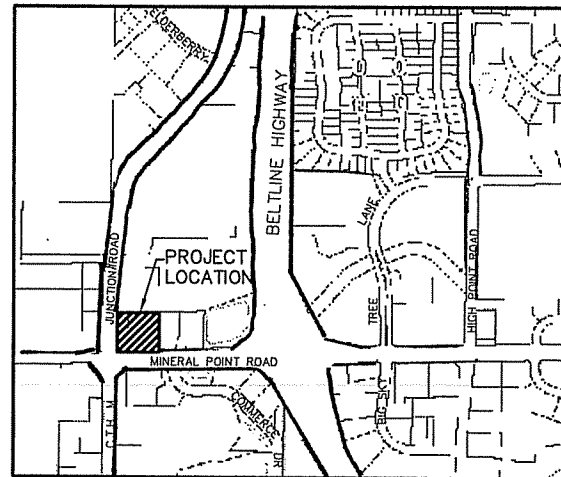 ELDERBERRY
BELTLINE HIGHWAY
LANE
TREE
JUNCTION ROAD
PROJECT
LOCATION
HIGH POINT ROAD
MINERAL POINT ROAD
C.T.H. M
COMMERCE
DR.
BIG SKY